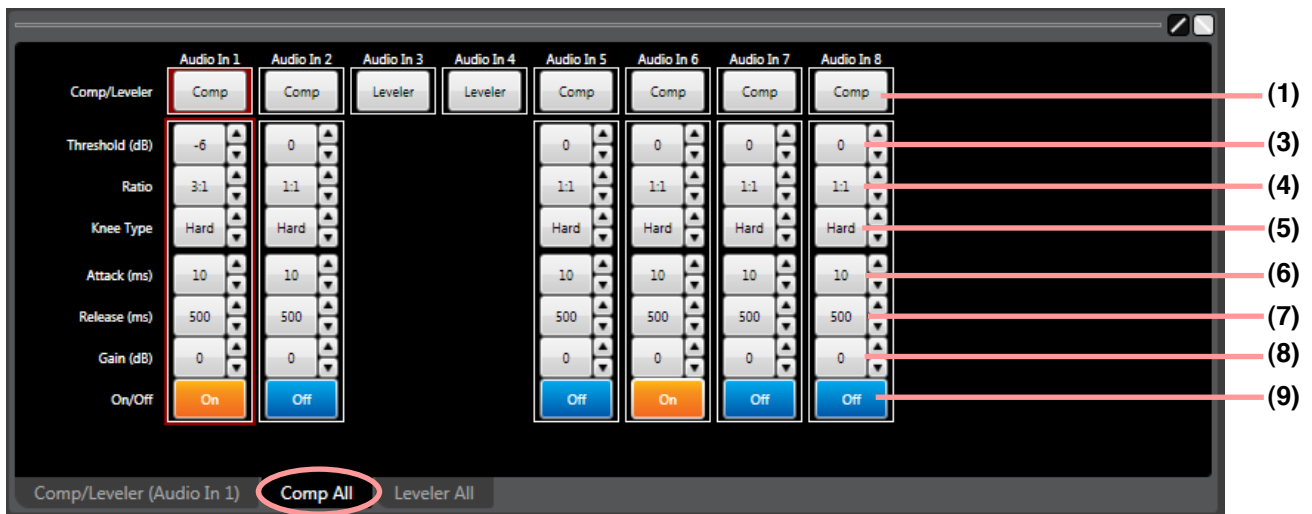 Audio In 1 Audio In 2 Audio In 3 Audio In 4 Audio In 5 Audio In 6 Audio In 7 Audio In 8
Comp/Leveler Comp Comp Leveler Leveler Comp Comp Comp Comp (1)
Threshold (dB) -6 0 0 0 0 0 (3)
Ratio 3:1 1:1 1:1 1:1 1:1 1:1 (4)
Knee Type Hard Hard Hard Hard Hard Hard (5)
Attack (ms) 10 10 10 10 10 10 (6)
Release (ms) 500 500 500 500 500 500 (7)
Gain (dB) 0 0 0 0 0 0 (8)
On/Off On Off Off On Off Off (9)
Comp/Leveler (Audio In 1) Comp All Leveler All